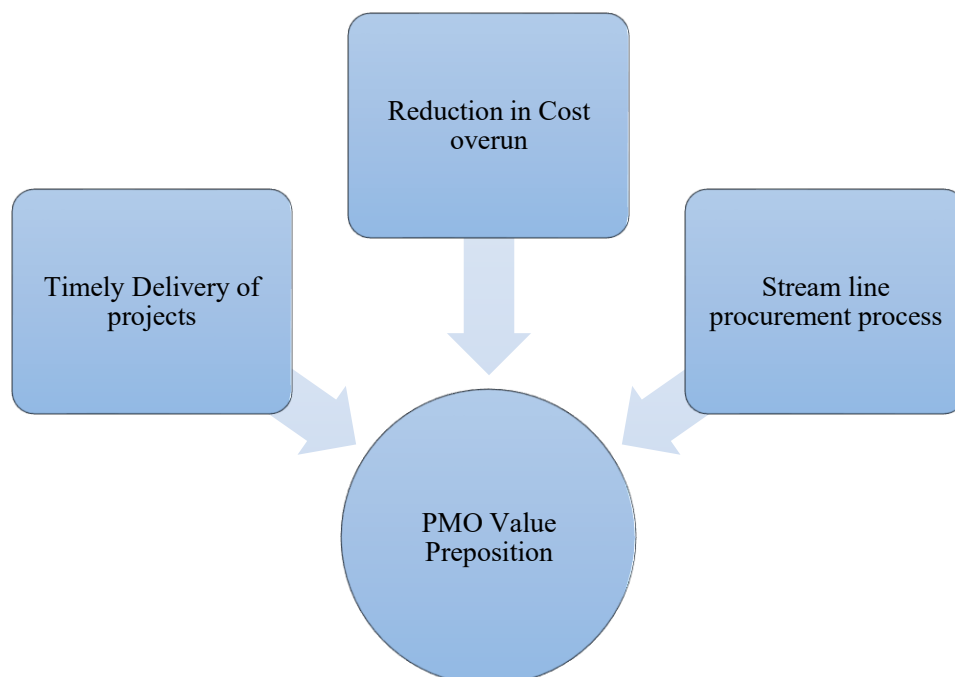 Reduction in Cost
overun
Timely Delivery of
projects
Stream line
procurement process
PMO Value
Preposition